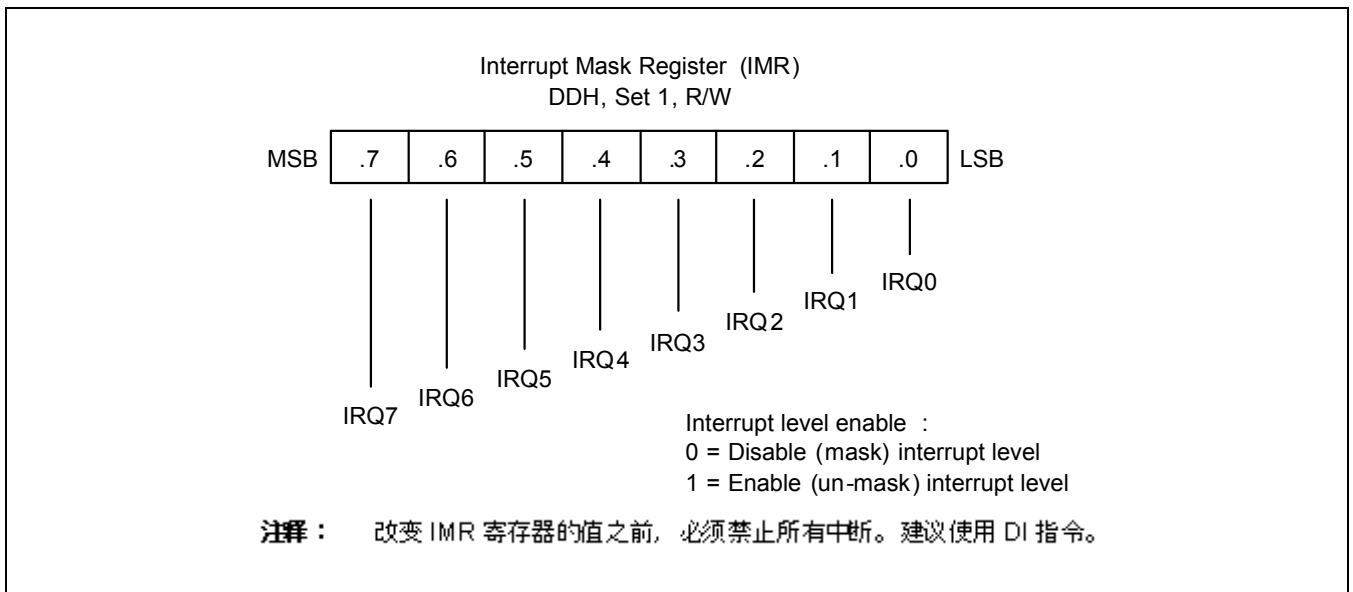 Interrupt Mask Register (IMR)
DDH, Set 1, R/W
MSB .7 .6 .5 .4 .3 .2 .1 .0 LSB
IRQ0
IRQ1
IRQ2
IRQ3
IRQ4
IRQ5
IRQ6
IRQ7
Interrupt level enable :
0 = Disable (mask) interrupt level
1 = Enable (un-mask) interrupt level
注释： 改变 IMR 寄存器的值之前, 必须禁止所有中断。建议使用 DI 指令。